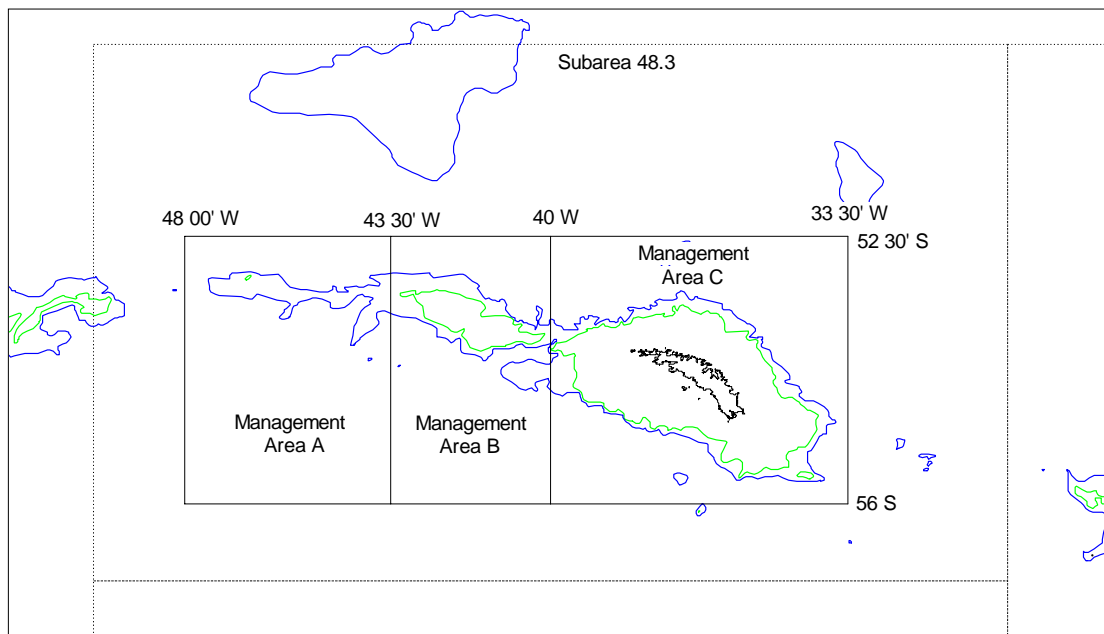 Subarea 48.3
48 00' W
43 30' W
40 W
33 30' W
52 30' S
Management
Area C
Management
Area A
Management
Area B
56 S